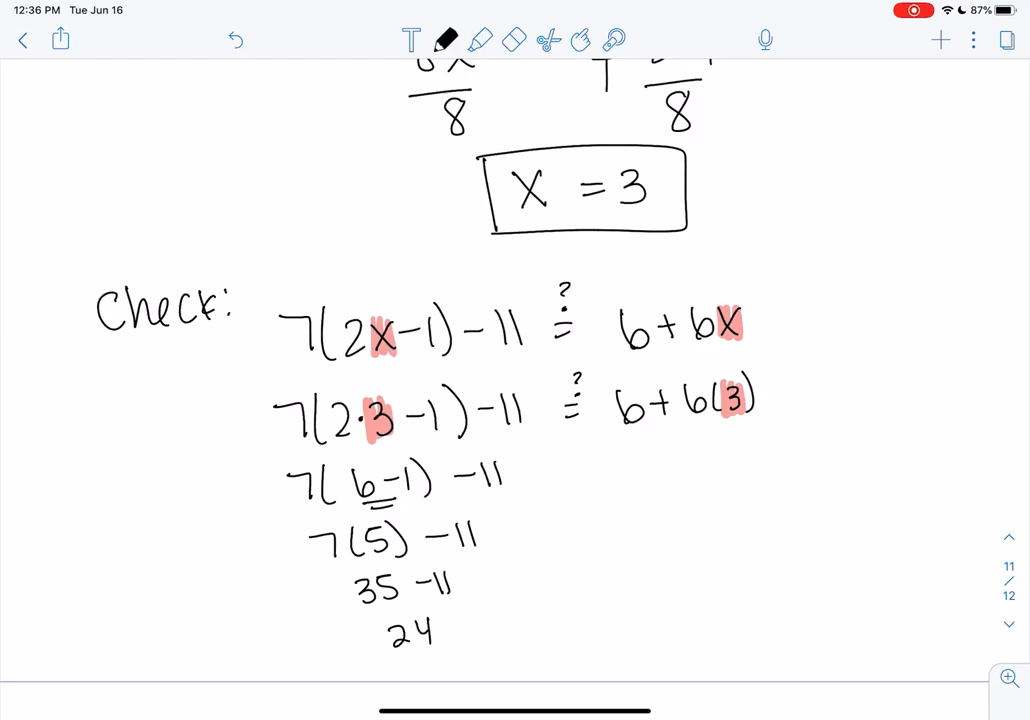 12:36 PM Tue Jun 16
87%
8 8
X = 3
Check:
7(2x-1)-11 ≟ 6+6x
7(2·3-1)-11 ≟ 6+6(3)
7(6-1)-11
7(5)-11
35-11
24
11
/
12